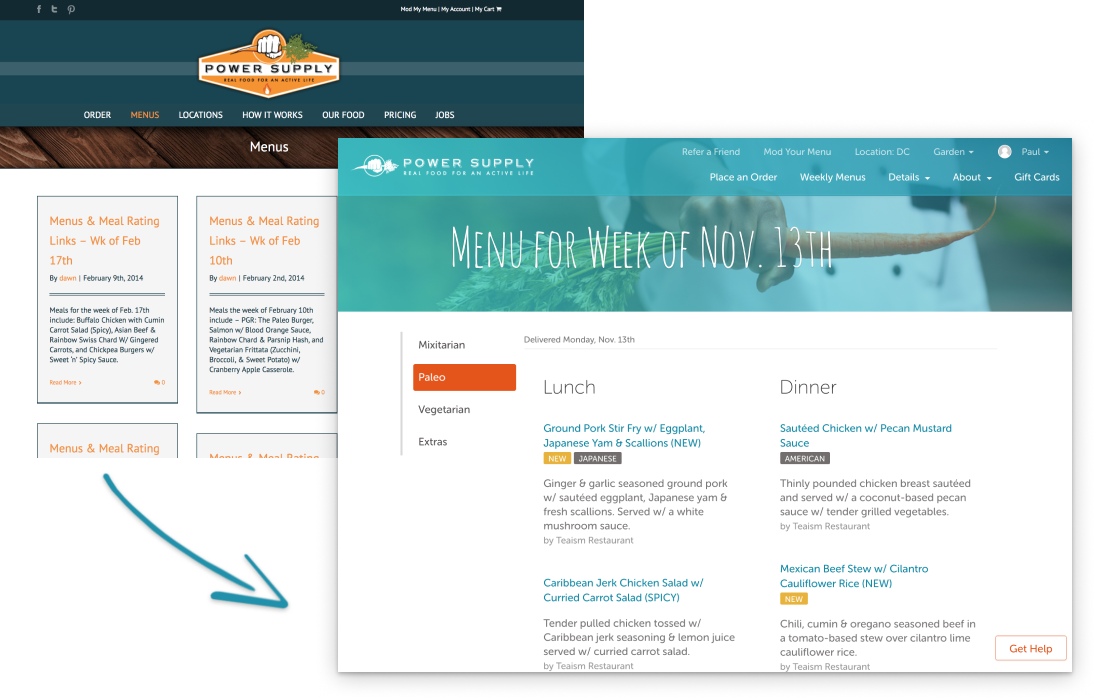 Mod My Menu | My Account | My Cart
POWER SUPPLY
REAL FOOD FOR AN ACTIVE LIFE
ORDER
MENUS
LOCATIONS
HOW IT WORKS
OUR FOOD
PRICING
JOBS
Menus
Menus & Meal Rating
Links – Wk of Feb
17th
By dawn | February 9th, 2014
Meals for the week of Feb. 17th
include: Buffalo Chicken with Cumin
Carrot Salad (Spicy), Asian Beef &
Rainbow Swiss Chard W/ Gingered
Carrots, and Chickpea Burgers w/
Sweet 'n' Spicy Sauce.
Read More >
0
Menus & Meal Rating
Links – Wk of Feb
10th
By dawn | February 2nd, 2014
Meals the week of February 10th
include – PGR: The Paleo Burger,
Salmon w/ Blood Orange Sauce,
Rainbow Chard & Parsnip Hash, and
Vegetarian Frittata (Zucchini,
Broccoli, & Sweet Potato) w/
Cranberry Apple Casserole.
Read More >
0
Menus & Meal Rating
Menus & Meal Rating
POWER SUPPLY
REAL FOOD FOR AN ACTIVE LIFE
Refer a Friend
Mod Your Menu
Location: DC
Garden
Paul
Place an Order
Weekly Menus
Details
About
Gift Cards
Menu for Week of Nov. 13th
Mixitarian
Paleo
Vegetarian
Extras
Delivered Monday, Nov. 13th
Lunch
Ground Pork Stir Fry w/ Eggplant,
Japanese Yam & Scallions (NEW)
NEW JAPANESE
Ginger & garlic seasoned ground pork
w/ sautéed eggplant, Japanese yam &
fresh scallions. Served w/ a white
mushroom sauce.
by Teaism Restaurant
Caribbean Jerk Chicken Salad w/
Curried Carrot Salad (SPICY)
Tender pulled chicken tossed w/
Caribbean jerk seasoning & lemon juice
served w/ curried carrot salad.
by Teaism Restaurant
Dinner
Sautéed Chicken w/ Pecan Mustard
Sauce
AMERICAN
Thinly pounded chicken breast sautéed
and served w/ a coconut-based pecan
sauce w/ tender grilled vegetables.
by Teaism Restaurant
Mexican Beef Stew w/ Cilantro
Cauliflower Rice (NEW)
NEW
Chili, cumin & oregano seasoned beef in
a tomato-based stew over cilantro lime
cauliflower rice.
by Teaism Restaurant
Get Help